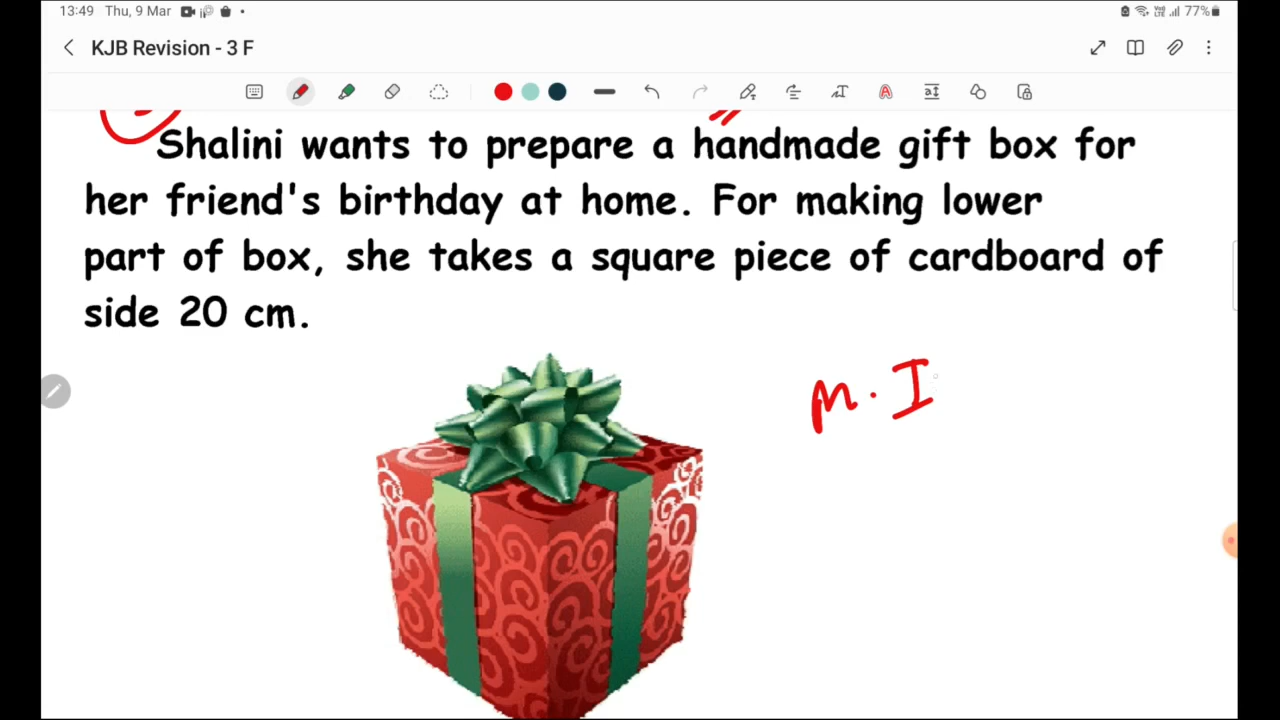 13:49 Thu, 9 Mar
77%
KJB Revision - 3 F
Shalini wants to prepare a handmade gift box for
her friend's birthday at home. For making lower
part of box, she takes a square piece of cardboard of
side 20 cm.
M. I